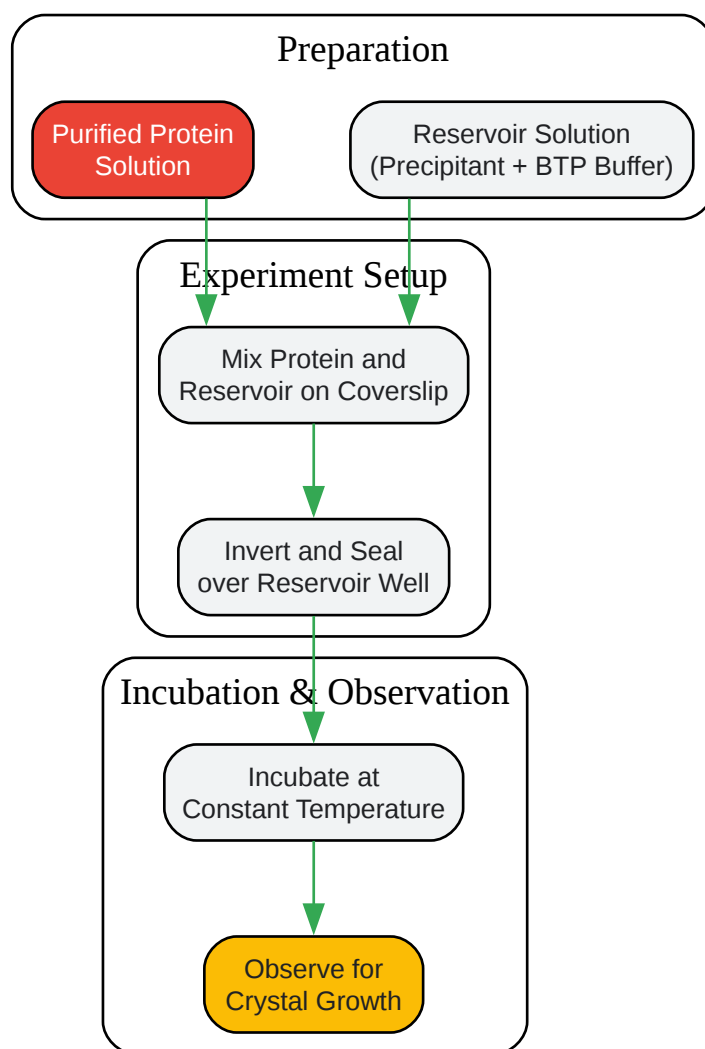 Preparation
Purified Protein
Solution
Reservoir Solution
(Precipitant + BTP Buffer)
Experiment Setup
Mix Protein and
Reservoir on Coverslip
Invert and Seal
over Reservoir Well
Incubation & Observation
Incubate at
Constant Temperature
Observe for
Crystal Growth